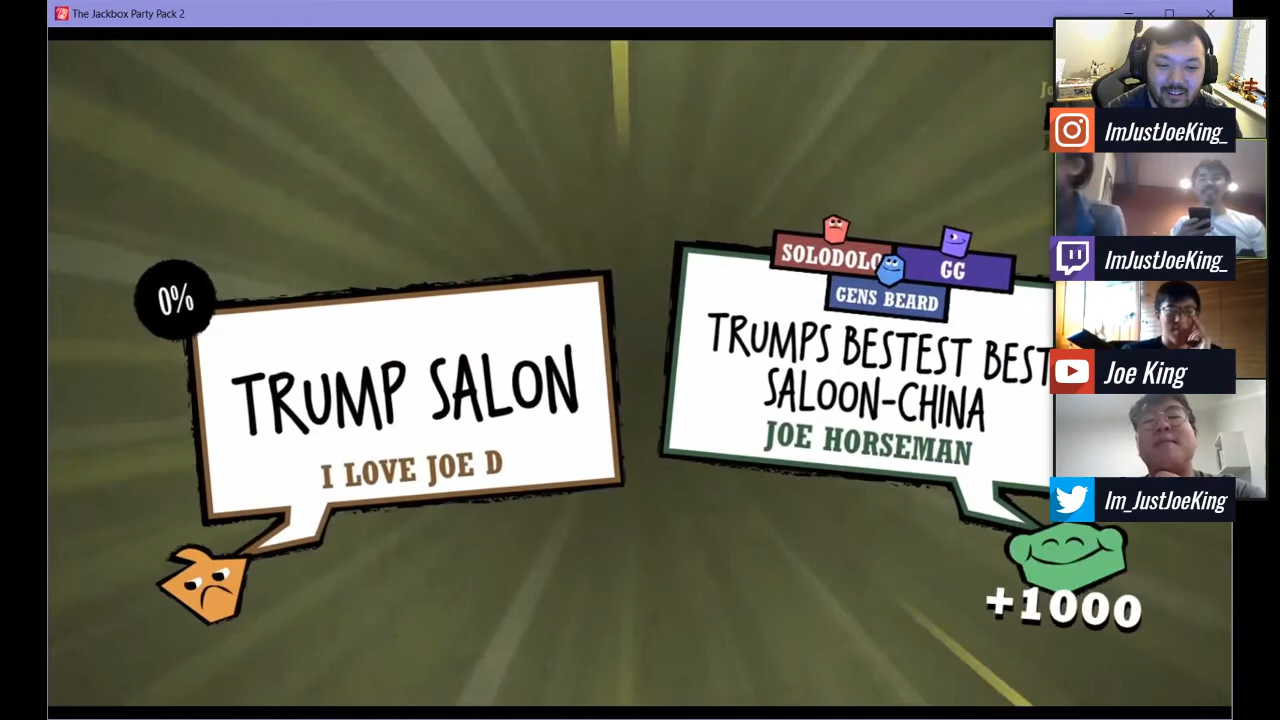 The Jackbox Party Pack 2
ImJustJoeKing_
SOLODOLO
GG
GENS BEARD
ImJustJoeKing_
0%
TRUMP SALON
I LOVE JOE D
TRUMPS BESTEST BEST
SALOON-CHINA
JOE HORSEMAN
Joe King
Im_JustJoeKing
+1000